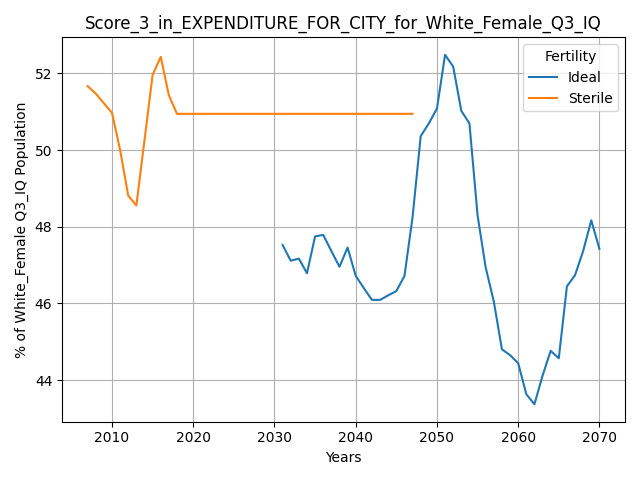 Score_3_in_EXPENDITURE_FOR_CITY_for_White_Female_Q3_IQ
Fertility
Ideal
Sterile
% of White_Female Q3_IQ Population
52
50
48
46
44
2010 2020 2030 2040 2050 2060 2070
Years